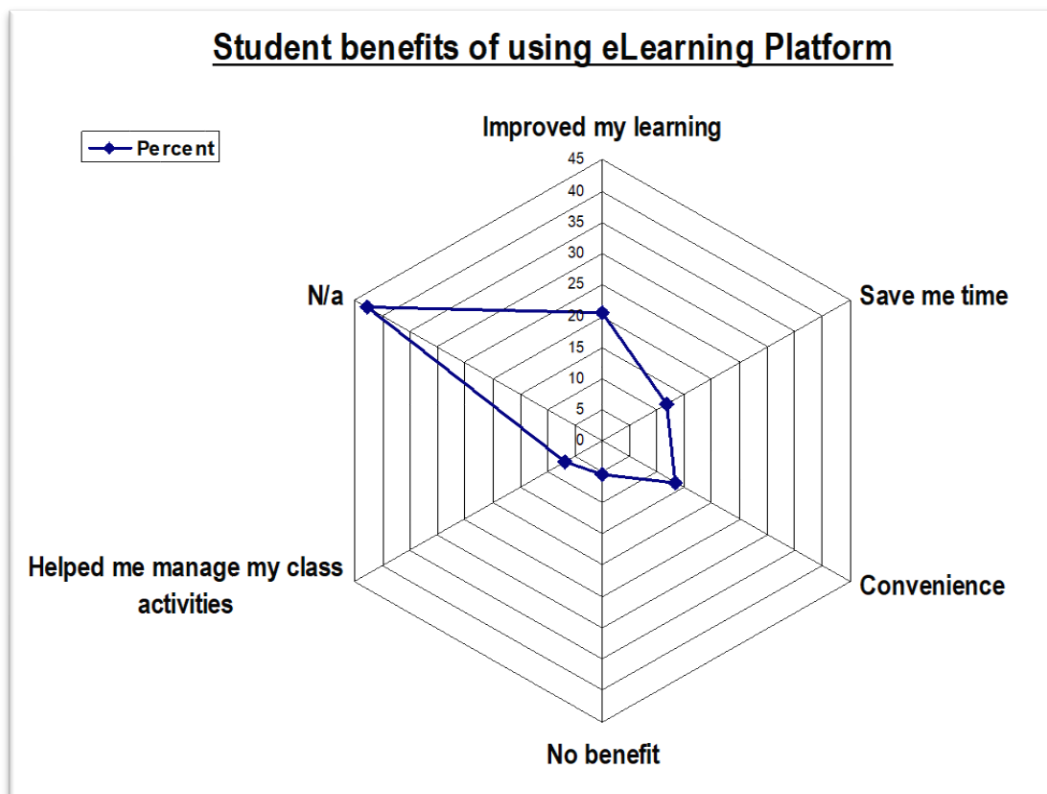 Student benefits of using eLearning Platform
Percent
Improved my learning
45
40
35
30
25
20
15
10
5
0
N/a
Save me time
Helped me manage my class
activities
Convenience
No benefit